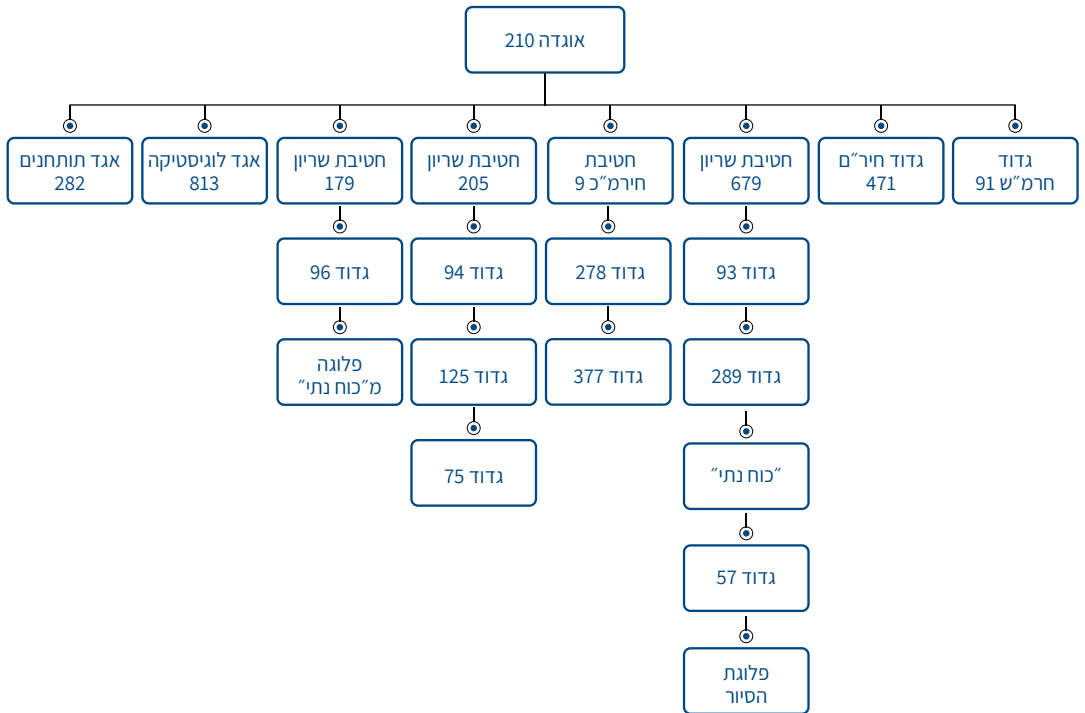 אוגדה 210
גדוד
חרמ״ש 91
גדוד חיר״ם
471
חטיבת שריון
679
חטיבת
חירמ״כ 9
חטיבת שריון
205
חטיבת שריון
179
אגד לוגיסטיקה
813
אגד תותחנים
282
גדוד 93
גדוד 278
גדוד 94
גדוד 96
גדוד 289
גדוד 377
גדוד 125
פלוגה
מ״כוח נתי״
״כוח נתי״
גדוד 75
גדוד 57
פלוגת
הסיור